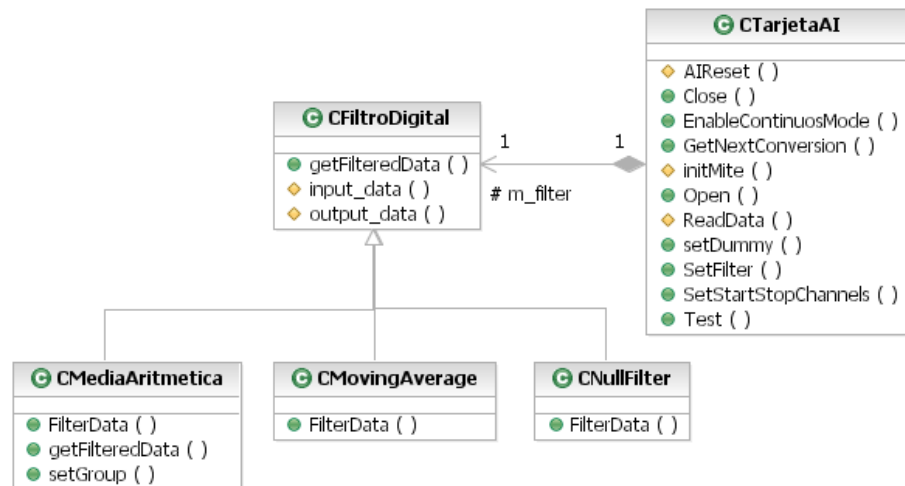 CTarjetaAI
AIReset ( )
Close ( )
EnableContinuosMode ( )
GetNextConversion ( )
initMite ( )
Open ( )
ReadData ( )
setDummy ( )
SetFilter ( )
SetStartStopChannels ( )
Test ( )
CFiltroDigital
getFilteredData ( )
input_data ( )
output_data ( )
1
1
# m_filter
CMediaAritmetica
FilterData ( )
getFilteredData ( )
setGroup ( )
CMovingAverage
FilterData ( )
CNullFilter
FilterData ( )